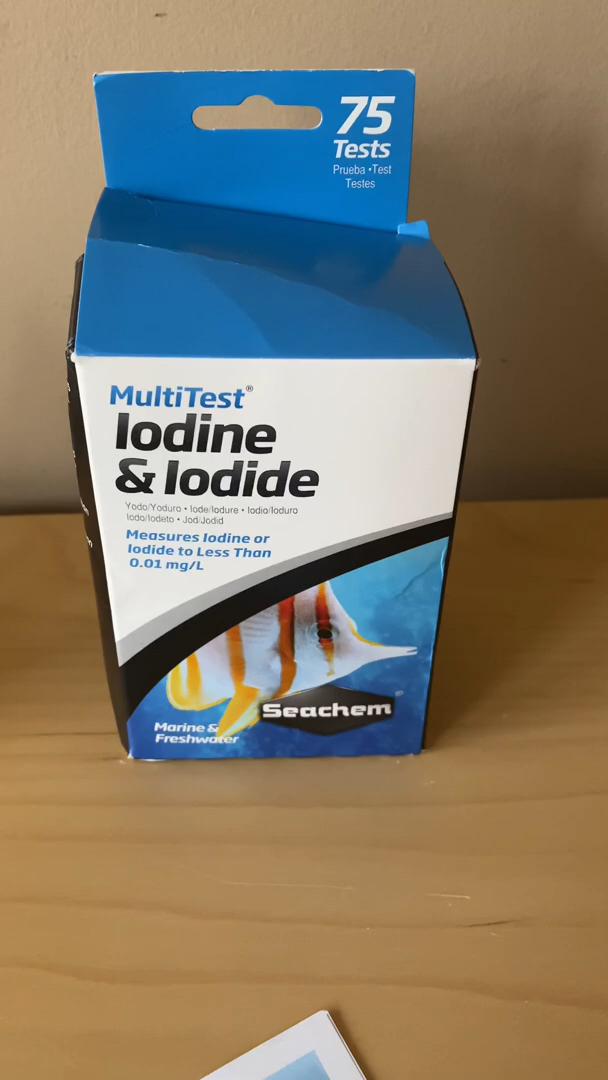 75
Tests
Prueba •Test
Testes
MultiTest®
Iodine
& Iodide
Yodo/Yoduro • Iode/Iodure • Iodio/Ioduro
Iodo/Iodeto • Jod/Jodid
Measures Iodine or
Iodide to Less Than
0.01 mg/L
Seachem®
Marine &
Freshwater